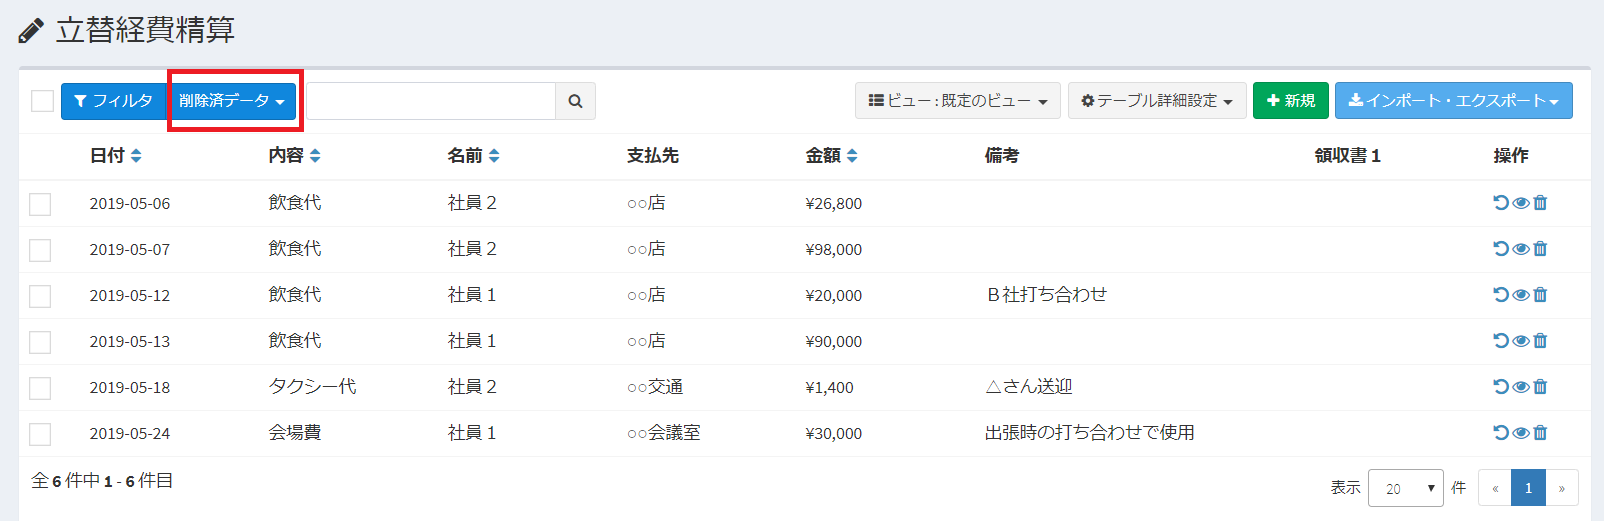 立替経費精算
フィルタ 削除済データ ビュー : 既定のビュー テーブル詳細設定 新規 インポート・エクスポート
日付 内容 名前 支払先 金額 備考 領収書１ 操作
2019-05-06 飲食代 社員２ ○○店 ¥26,800
2019-05-07 飲食代 社員２ ○○店 ¥98,000
2019-05-12 飲食代 社員１ ○○店 ¥20,000 Ｂ社打ち合わせ
2019-05-13 飲食代 社員１ ○○店 ¥90,000
2019-05-18 タクシー代 社員２ ○○交通 ¥1,400 △さん送迎
2019-05-24 会場費 社員１ ○○会議室 ¥30,000 出張時の打ち合わせで使用
全 6 件中 1 - 6 件目
表示 20 件 « 1 »